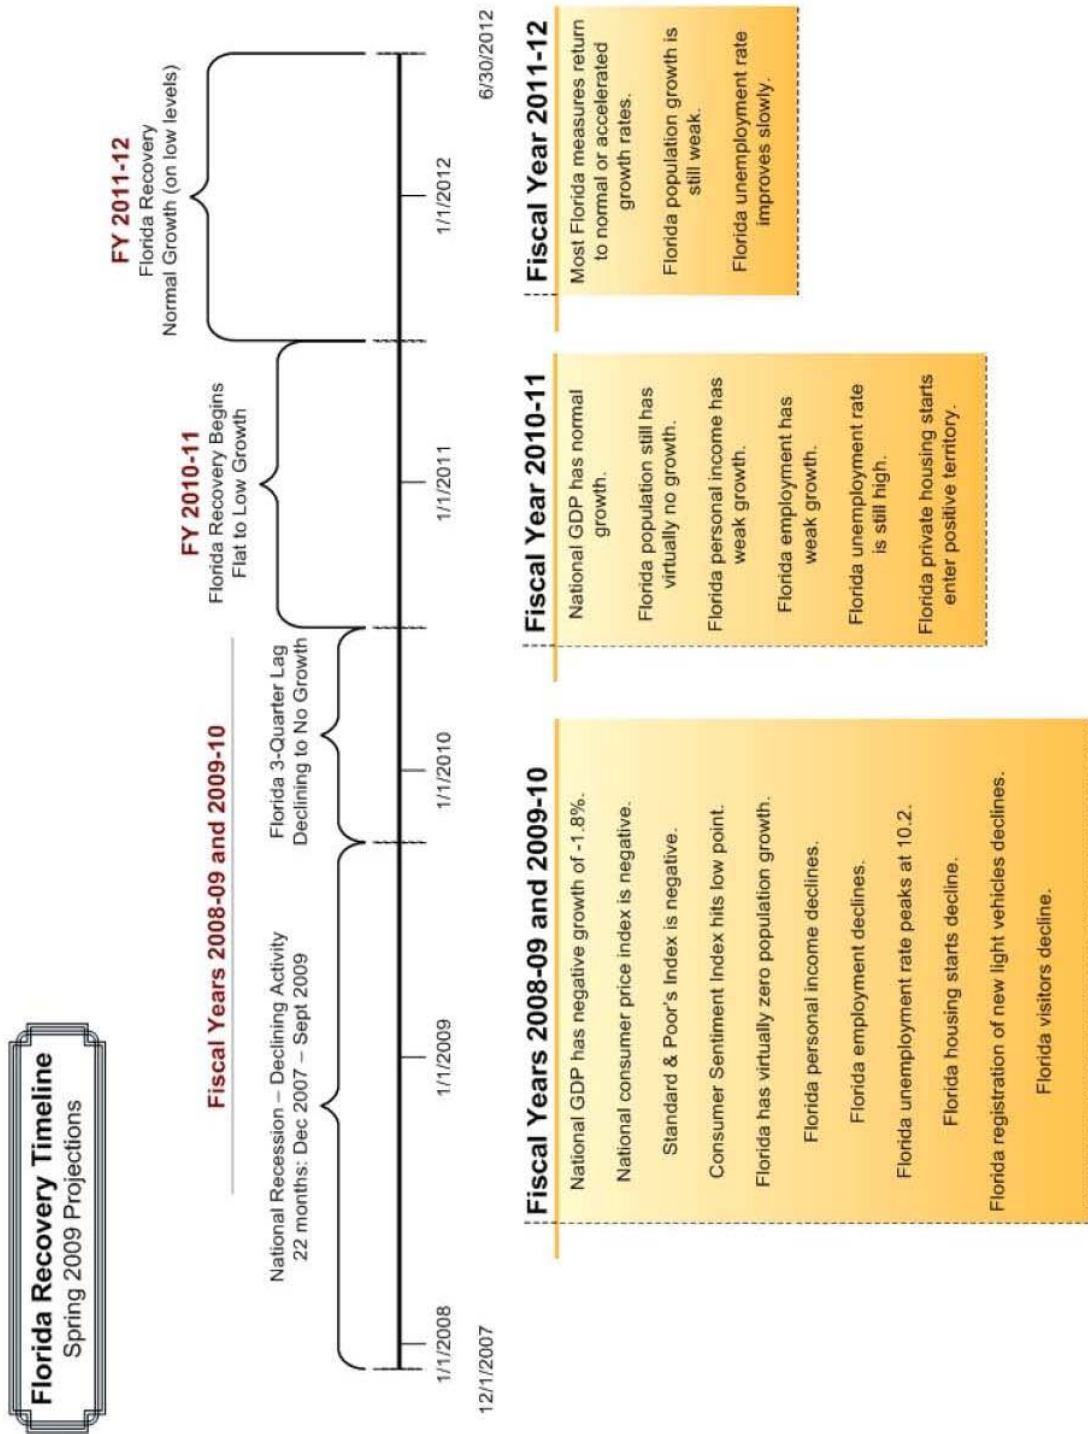 Florida Recovery Timeline
Spring 2009 Projections
FY 2011-12
Florida Recovery
Normal Growth (on low levels)
FY 2010-11
Florida Recovery Begins
Flat to Low Growth
Fiscal Years 2008-09 and 2009-10
National Recession – Declining Activity
22 months: Dec 2007 – Sept 2009
Florida 3-Quarter Lag
Declining to No Growth
1/1/2008
1/1/2009
1/1/2010
1/1/2011
1/1/2012
12/1/2007
6/30/2012
Fiscal Years 2008-09 and 2009-10
National GDP has negative growth of -1.8%.
National consumer price index is negative.
Standard & Poor's Index is negative.
Consumer Sentiment Index hits low point.
Florida has virtually zero population growth.
Florida personal income declines.
Florida employment declines.
Florida unemployment rate peaks at 10.2.
Florida housing starts decline.
Florida registration of new light vehicles declines.
Florida visitors decline.
Fiscal Year 2010-11
National GDP has normal
growth.
Florida population still has
virtually no growth.
Florida personal income has
weak growth.
Florida employment has
weak growth.
Florida unemployment rate
is still high.
Florida private housing starts
enter positive territory.
Fiscal Year 2011-12
Most Florida measures return
to normal or accelerated
growth rates.
Florida population growth is
still weak.
Florida unemployment rate
improves slowly.